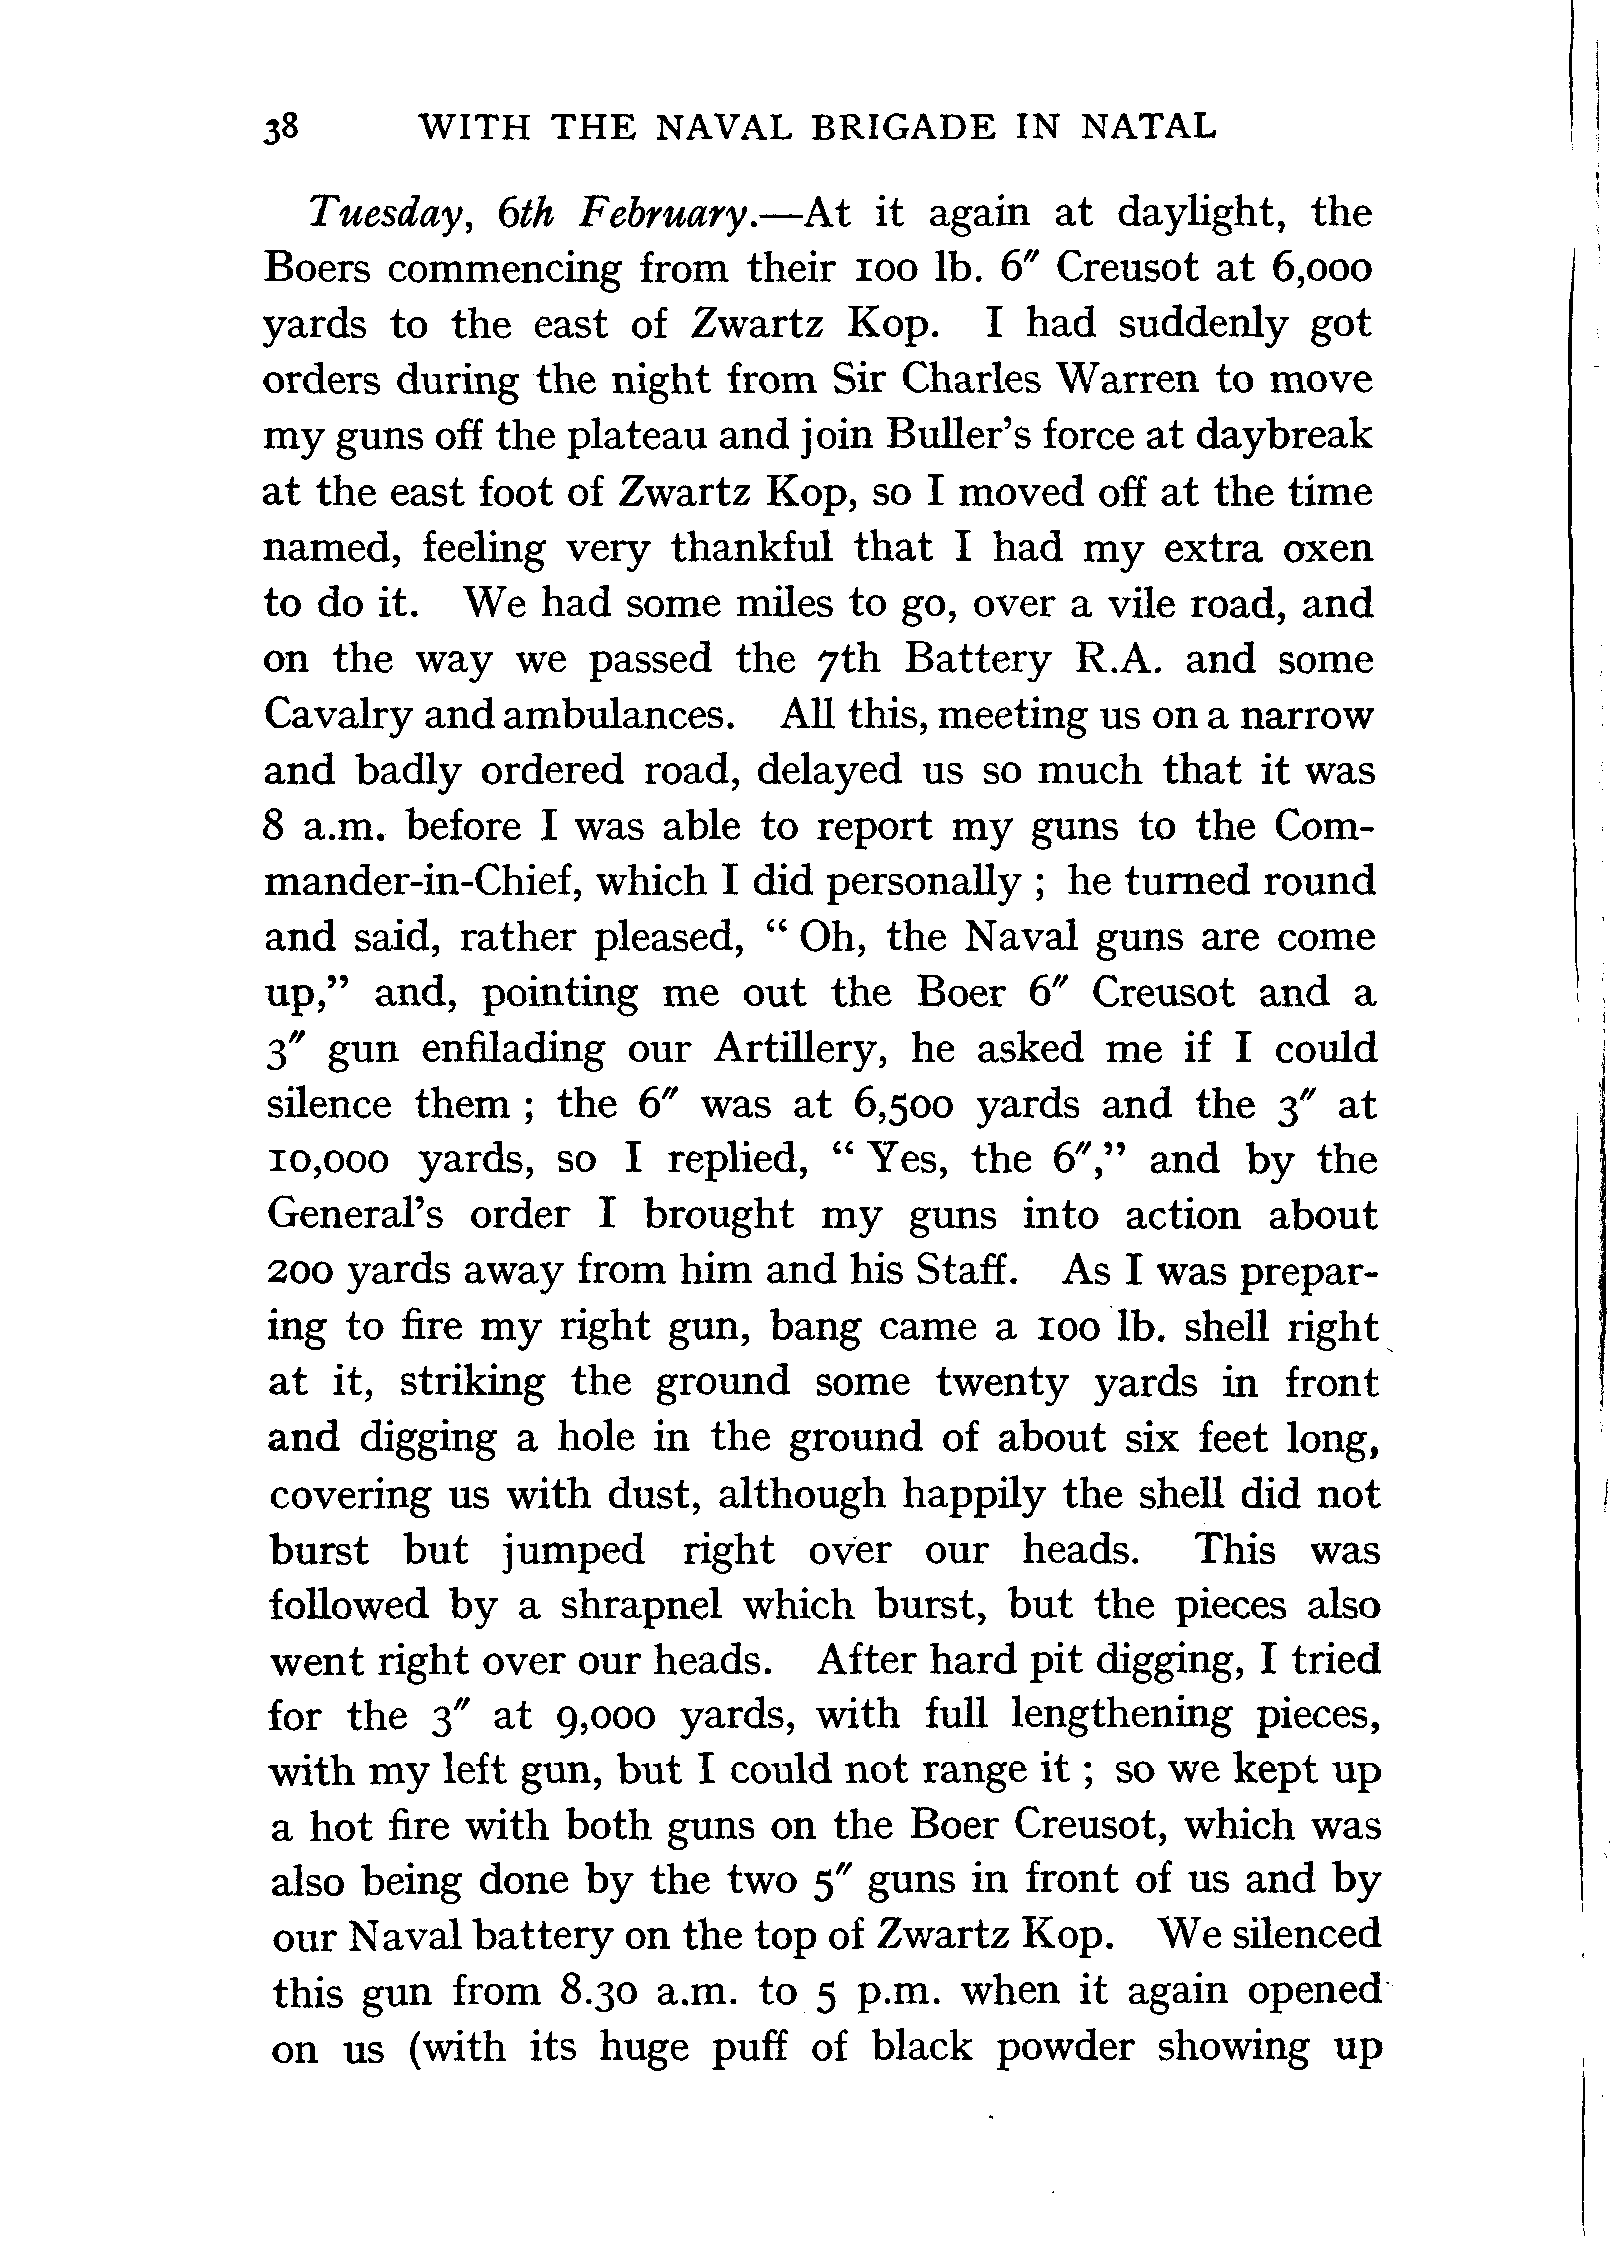 38 WITH THE NAVAL BRIGADE IN NATAL
Tuesday, 6th February.—At it again at daylight, the
Boers commencing from their 100 lb. 6″ Creusot at 6,000
yards to the east of Zwartz Kop. I had suddenly got
orders during the night from Sir Charles Warren to move
my guns off the plateau and join Buller's force at daybreak
at the east foot of Zwartz Kop, so I moved off at the time
named, feeling very thankful that I had my extra oxen
to do it. We had some miles to go, over a vile road, and
on the way we passed the 7th Battery R.A. and some
Cavalry and ambulances. All this, meeting us on a narrow
and badly ordered road, delayed us so much that it was
8 a.m. before I was able to report my guns to the Com-
mander-in-Chief, which I did personally ; he turned round
and said, rather pleased, “ Oh, the Naval guns are come
up,” and, pointing me out the Boer 6″ Creusot and a
3″ gun enfilading our Artillery, he asked me if I could
silence them ; the 6″ was at 6,500 yards and the 3″ at
10,000 yards, so I replied, “ Yes, the 6″,” and by the
General's order I brought my guns into action about
200 yards away from him and his Staff. As I was prepar-
ing to fire my right gun, bang came a 100 lb. shell right
at it, striking the ground some twenty yards in front
and digging a hole in the ground of about six feet long,
covering us with dust, although happily the shell did not
burst but jumped right over our heads. This was
followed by a shrapnel which burst, but the pieces also
went right over our heads. After hard pit digging, I tried
for the 3″ at 9,000 yards, with full lengthening pieces,
with my left gun, but I could not range it ; so we kept up
a hot fire with both guns on the Boer Creusot, which was
also being done by the two 5″ guns in front of us and by
our Naval battery on the top of Zwartz Kop. We silenced
this gun from 8.30 a.m. to 5 p.m. when it again opened
on us (with its huge puff of black powder showing up